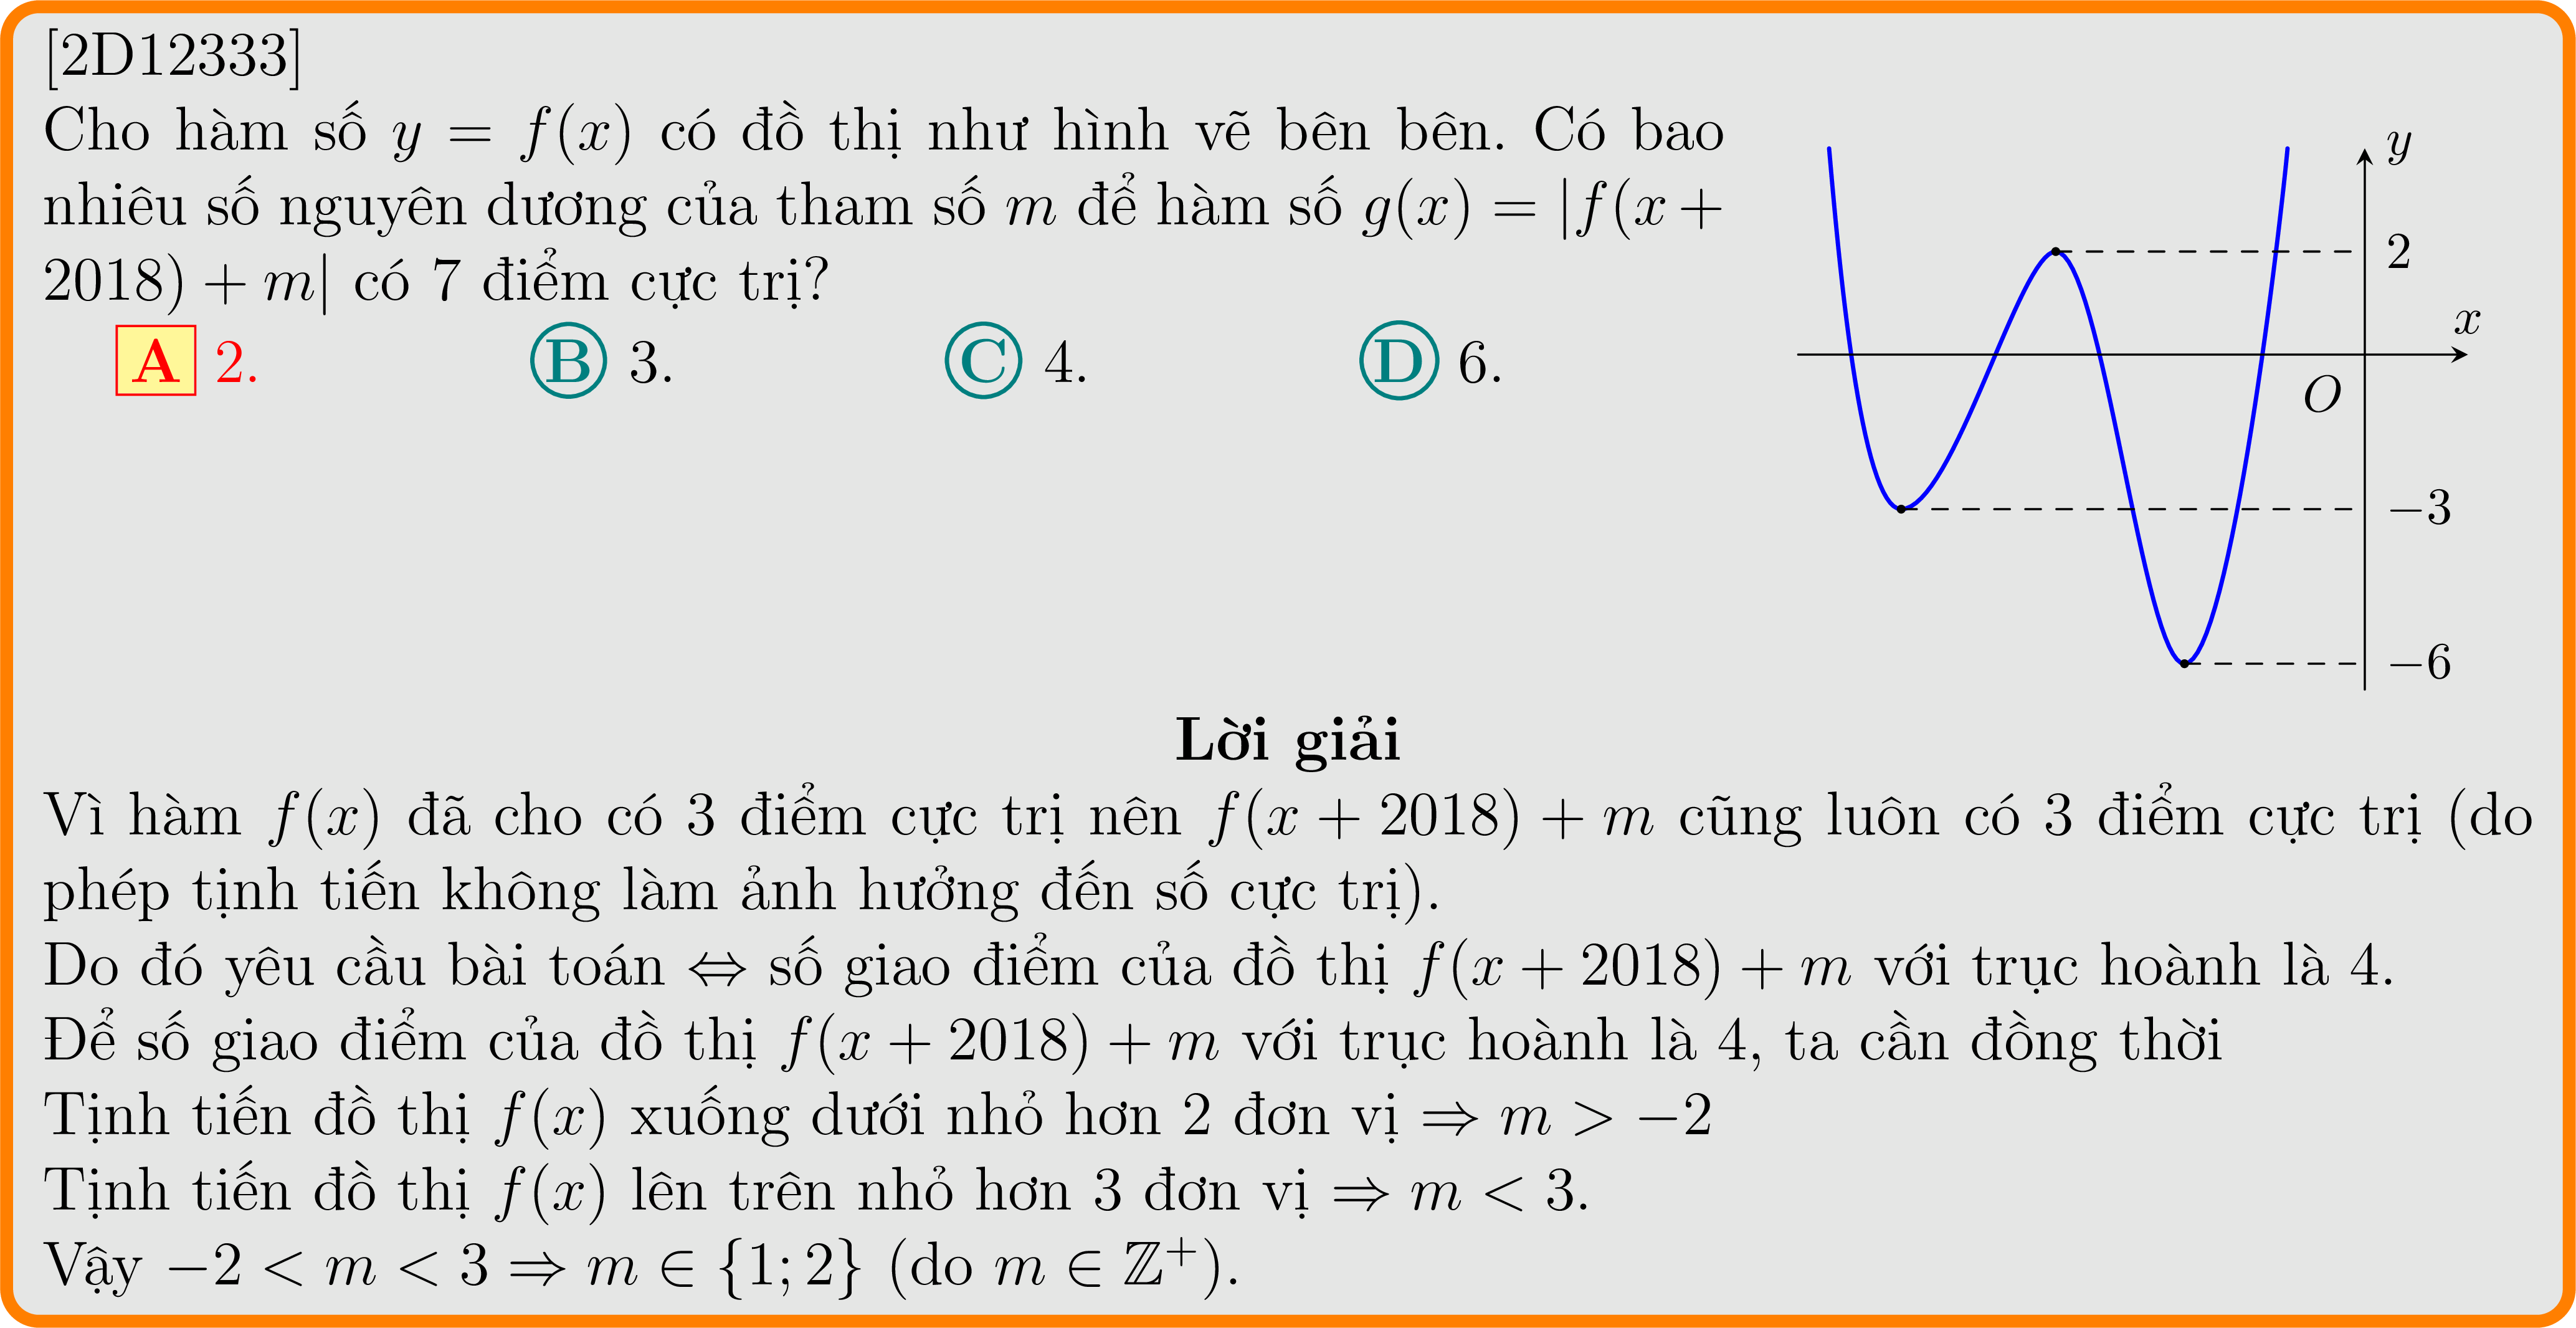 [2D12333]
Cho hàm số y = f(x) có đồ thị như hình vẽ bên bên. Có bao
nhiêu số nguyên dương của tham số m để hàm số g(x) = |f(x +
2018) + m| có 7 điểm cực trị?
A 2. B 3. C 4. D 6.
y
2
x
O
−3
−6
Lời giải
Vì hàm f(x) đã cho có 3 điểm cực trị nên f(x + 2018) + m cũng luôn có 3 điểm cực trị (do
phép tịnh tiến không làm ảnh hưởng đến số cực trị).
Do đó yêu cầu bài toán ⇔ số giao điểm của đồ thị f(x + 2018) + m với trục hoành là 4.
Để số giao điểm của đồ thị f(x + 2018) + m với trục hoành là 4, ta cần đồng thời
Tịnh tiến đồ thị f(x) xuống dưới nhỏ hơn 2 đơn vị ⇒ m > −2
Tịnh tiến đồ thị f(x) lên trên nhỏ hơn 3 đơn vị ⇒ m < 3.
Vậy −2 < m < 3 ⇒ m ∈ {1; 2} (do m ∈ ℤ⁺).